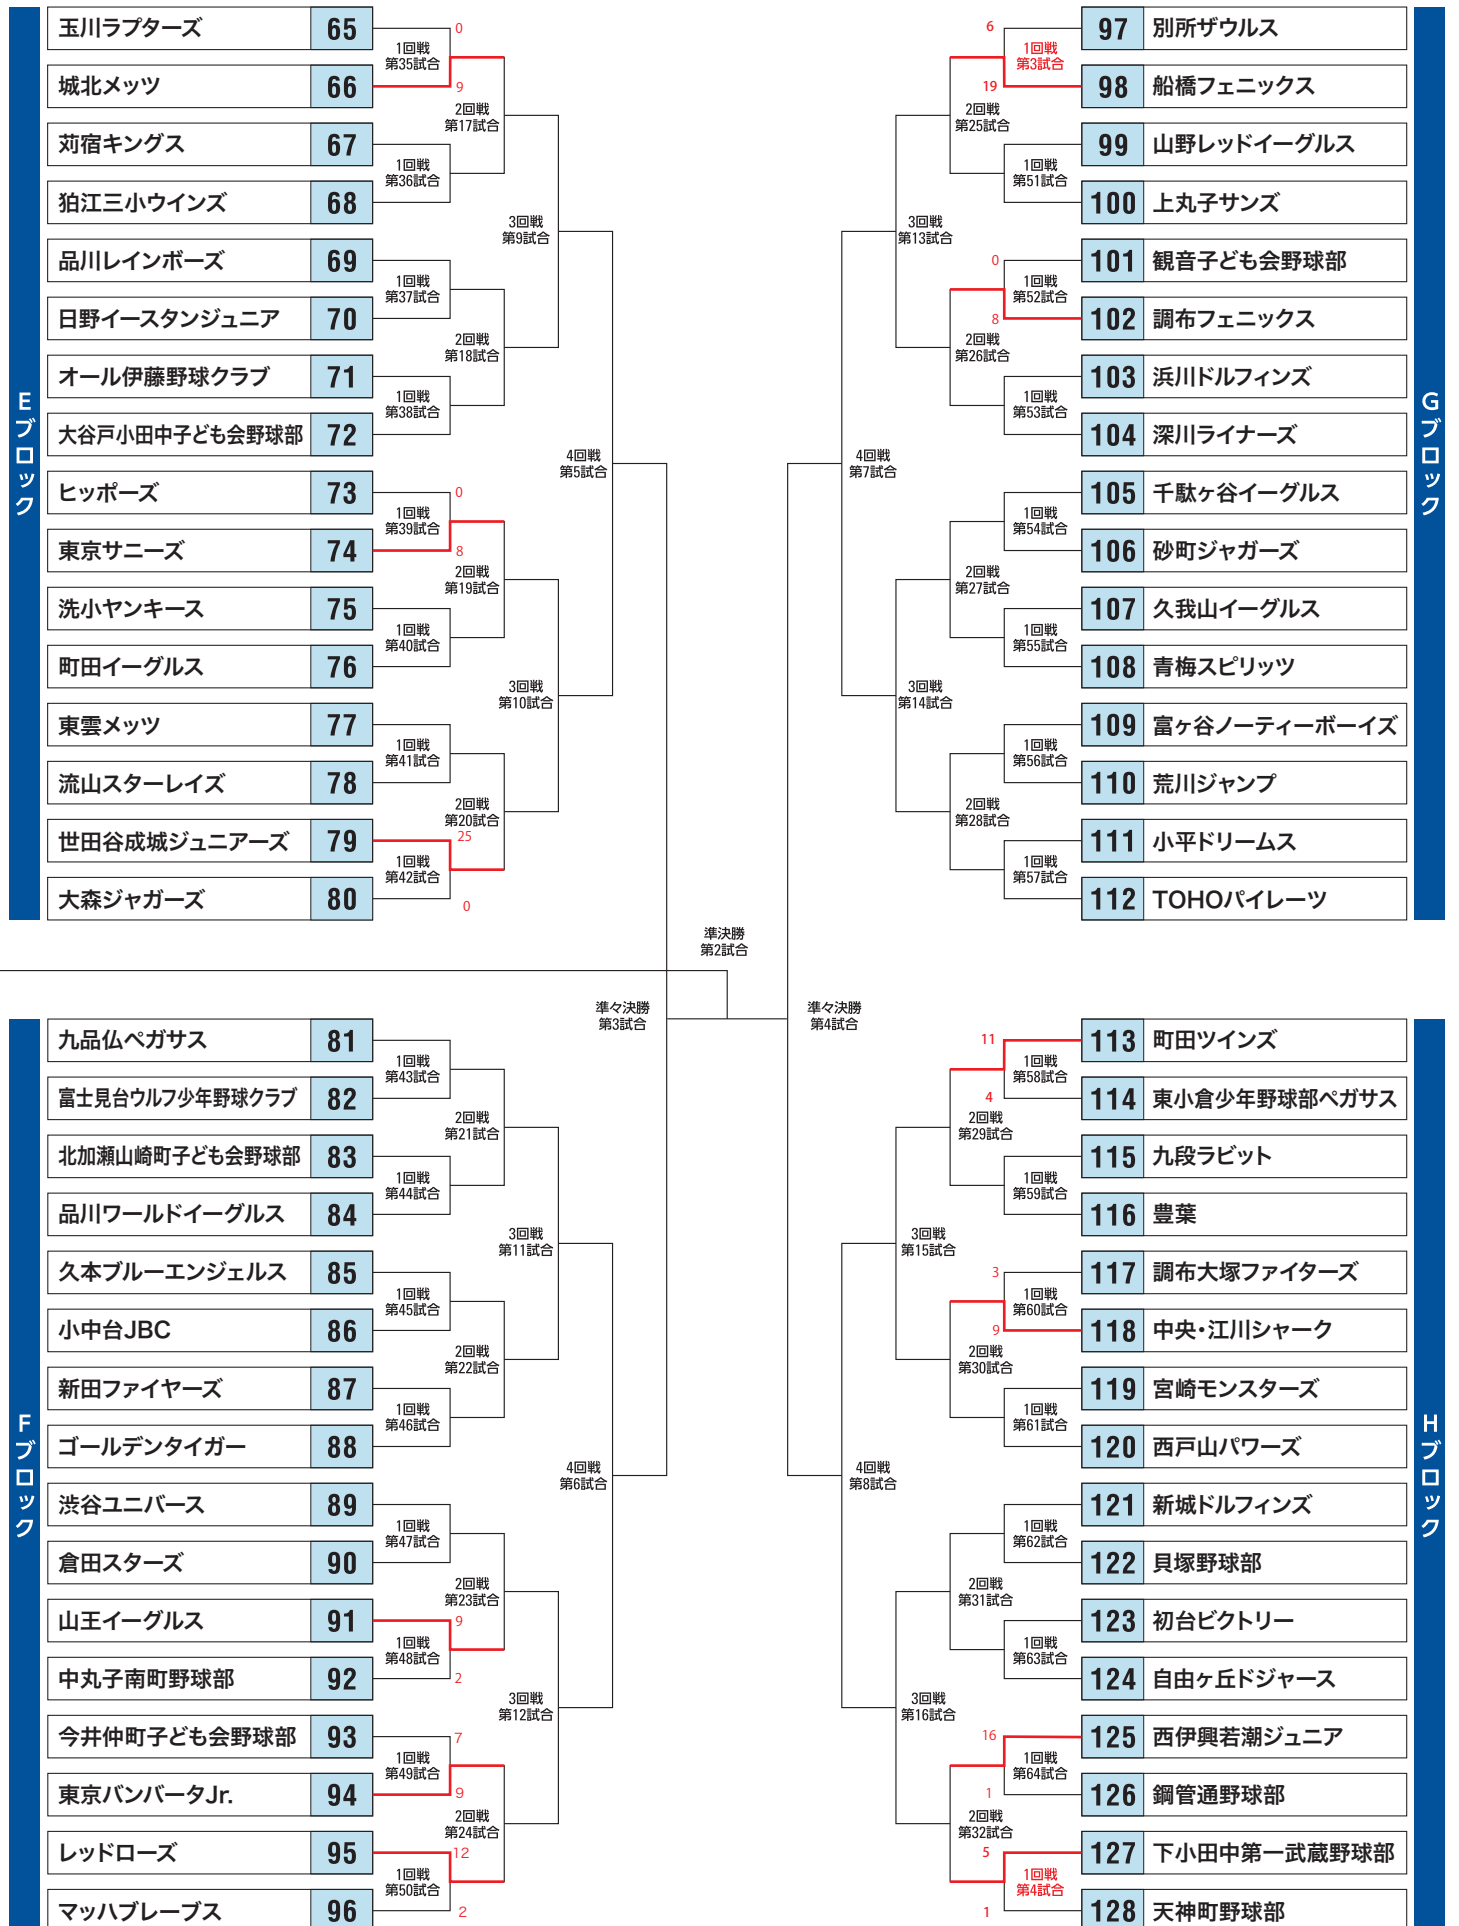 Eブロック
玉川ラプターズ 65
城北メッツ 66
苅宿キングス 67
狛江三小ウインズ 68
品川レインボーズ 69
日野イースタンジュニア 70
オール伊藤野球クラブ 71
大谷戸小田中子ども会野球部 72
ヒッポーズ 73
東京サニーズ 74
洗小ヤンキース 75
町田イーグルス 76
東雲メッツ 77
流山スターレイズ 78
世田谷成城ジュニアーズ 79
大森ジャガーズ 80
0
1回戦
第35試合
9
1回戦
第36試合
1回戦
第37試合
1回戦
第38試合
0
1回戦
第39試合
8
1回戦
第40試合
1回戦
第41試合
25
1回戦
第42試合
0
2回戦
第17試合
2回戦
第18試合
2回戦
第19試合
2回戦
第20試合
3回戦
第9試合
3回戦
第10試合
4回戦
第5試合
Fブロック
九品仏ペガサス 81
富士見台ウルフ少年野球クラブ 82
北加瀬山崎町子ども会野球部 83
品川ワールドイーグルス 84
久本ブルーエンジェルス 85
小中台JBC 86
新田ファイヤーズ 87
ゴールデンタイガー 88
渋谷ユニバース 89
倉田スターズ 90
山王イーグルス 91
中丸子南町野球部 92
今井仲町子ども会野球部 93
東京バンバータJr. 94
レッドローズ 95
マッハブレーブス 96
1回戦
第43試合
1回戦
第44試合
1回戦
第45試合
1回戦
第46試合
1回戦
第47試合
9
1回戦
第48試合
2
7
1回戦
第49試合
9
12
1回戦
第50試合
2
2回戦
第21試合
2回戦
第22試合
2回戦
第23試合
2回戦
第24試合
3回戦
第11試合
3回戦
第12試合
4回戦
第6試合
準々決勝
第3試合
準決勝
第2試合
準々決勝
第4試合
Gブロック
97 別所ザウルス
98 船橋フェニックス
99 山野レッドイーグルス
100 上丸子サンズ
101 観音子ども会野球部
102 調布フェニックス
103 浜川ドルフィンズ
104 深川ライナーズ
105 千駄ヶ谷イーグルス
106 砂町ジャガーズ
107 久我山イーグルス
108 青梅スピリッツ
109 富ヶ谷ノーティーボーイズ
110 荒川ジャンプ
111 小平ドリームス
112 TOHOパイレーツ
6
1回戦
第3試合
19
1回戦
第51試合
0
1回戦
第52試合
8
1回戦
第53試合
1回戦
第54試合
1回戦
第55試合
1回戦
第56試合
1回戦
第57試合
2回戦
第25試合
2回戦
第26試合
2回戦
第27試合
2回戦
第28試合
3回戦
第13試合
3回戦
第14試合
4回戦
第7試合
Hブロック
113 町田ツインズ
114 東小倉少年野球部ペガサス
115 九段ラビット
116 豊葉
117 調布大塚ファイターズ
118 中央・江川シャーク
119 宮崎モンスターズ
120 西戸山パワーズ
121 新城ドルフィンズ
122 貝塚野球部
123 初台ビクトリー
124 自由ヶ丘ドジャース
125 西伊興若潮ジュニア
126 鋼管通野球部
127 下小田中第一武蔵野球部
128 天神町野球部
11
1回戦
第58試合
4
1回戦
第59試合
3
1回戦
第60試合
9
1回戦
第61試合
1回戦
第62試合
1回戦
第63試合
16
1回戦
第64試合
1
5
1回戦
第4試合
1
2回戦
第29試合
2回戦
第30試合
2回戦
第31試合
2回戦
第32試合
3回戦
第15試合
3回戦
第16試合
4回戦
第8試合